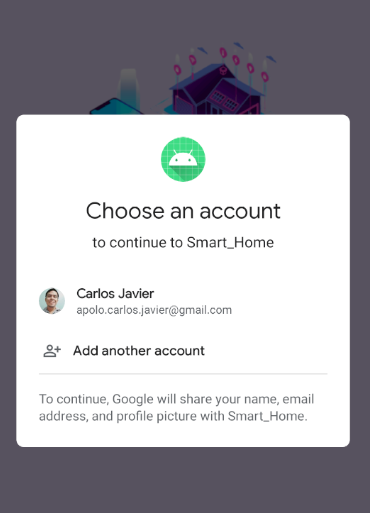 Choose an account
to continue to Smart_Home
Carlos Javier
apolo.carlos.javier@gmail.com
Add another account
To continue, Google will share your name, email
address, and profile picture with Smart_Home.